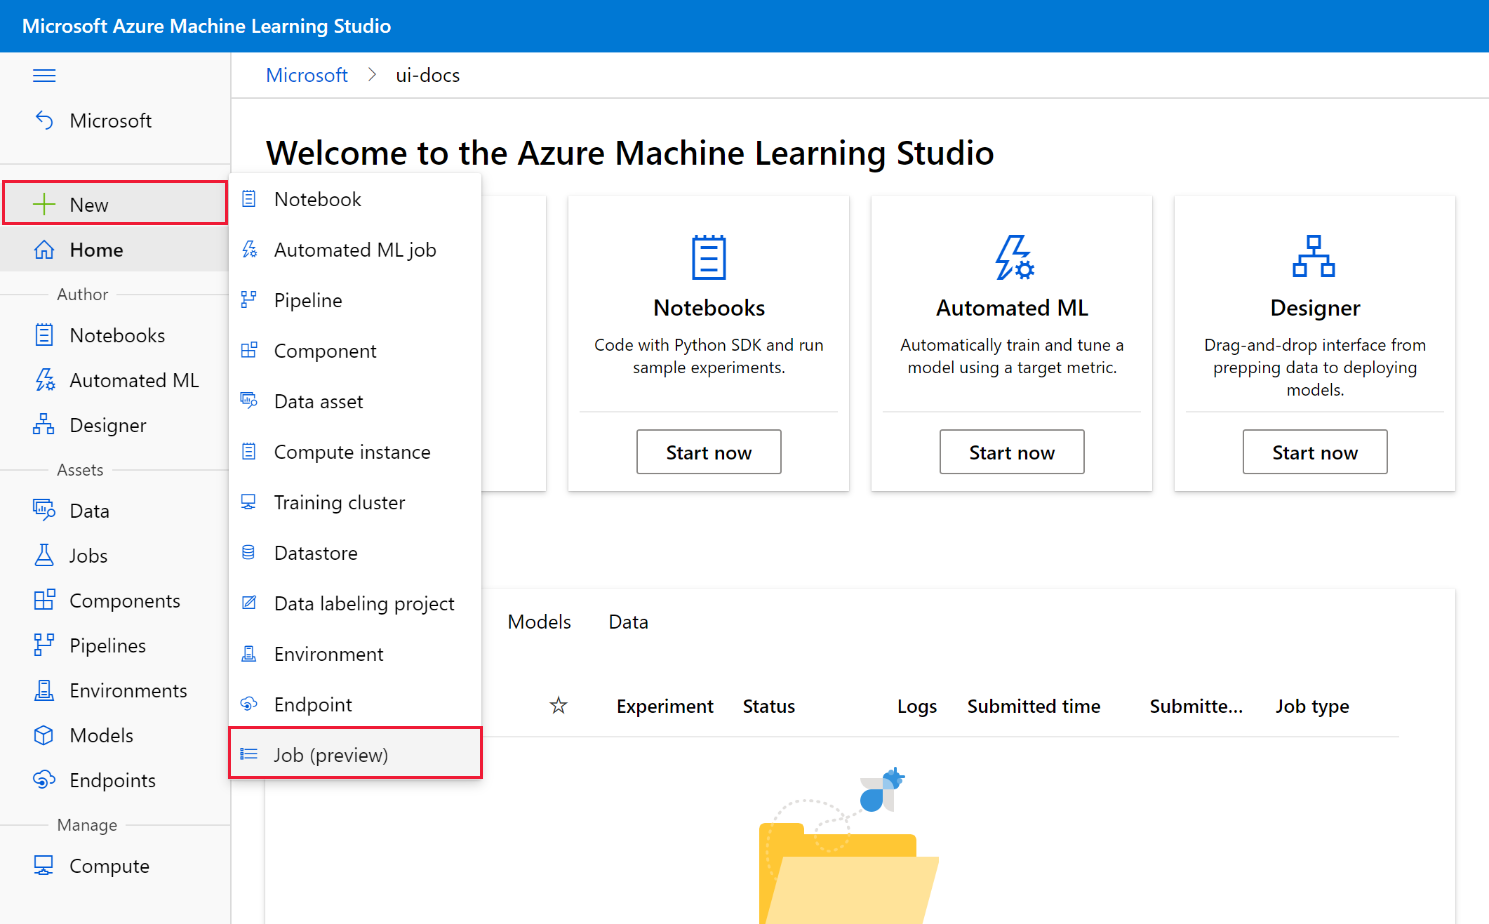 Microsoft Azure Machine Learning Studio
Microsoft > ui-docs
Microsoft
New
Home
Author
Notebooks
Automated ML
Designer
Assets
Data
Jobs
Components
Pipelines
Environments
Models
Endpoints
Manage
Compute
Notebook
Automated ML job
Pipeline
Component
Data asset
Compute instance
Training cluster
Datastore
Data labeling project
Environment
Endpoint
Job (preview)
Welcome to the Azure Machine Learning Studio
Notebooks
Code with Python SDK and run
sample experiments.
Start now
Automated ML
Automatically train and tune a
model using a target metric.
Start now
Designer
Drag-and-drop interface from
prepping data to deploying
models.
Start now
Models Data
Experiment Status Logs Submitted time Submitte... Job type